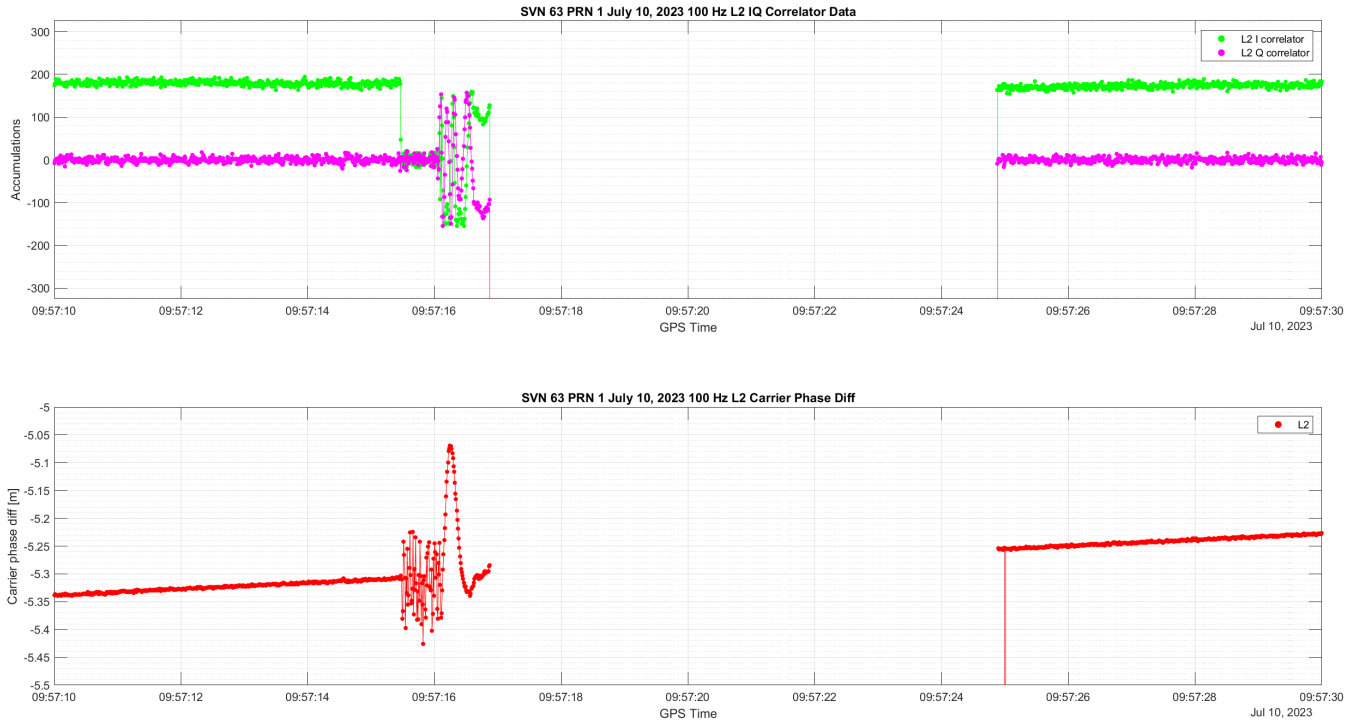 SVN 63 PRN 1 July 10, 2023 100 Hz L2 IQ Correlator Data
L2 I correlator
L2 Q correlator
300
200
100
0
-100
-200
-300
Accumulations
09:57:10 09:57:12 09:57:14 09:57:16 09:57:18 09:57:20 09:57:22 09:57:24 09:57:26 09:57:28 09:57:30
GPS Time
Jul 10, 2023
SVN 63 PRN 1 July 10, 2023 100 Hz L2 Carrier Phase Diff
L2
-5
-5.05
-5.1
-5.15
-5.2
-5.25
-5.3
-5.35
-5.4
-5.45
-5.5
Carrier phase diff [m]
09:57:10 09:57:12 09:57:14 09:57:16 09:57:18 09:57:20 09:57:22 09:57:24 09:57:26 09:57:28 09:57:30
GPS Time
Jul 10, 2023